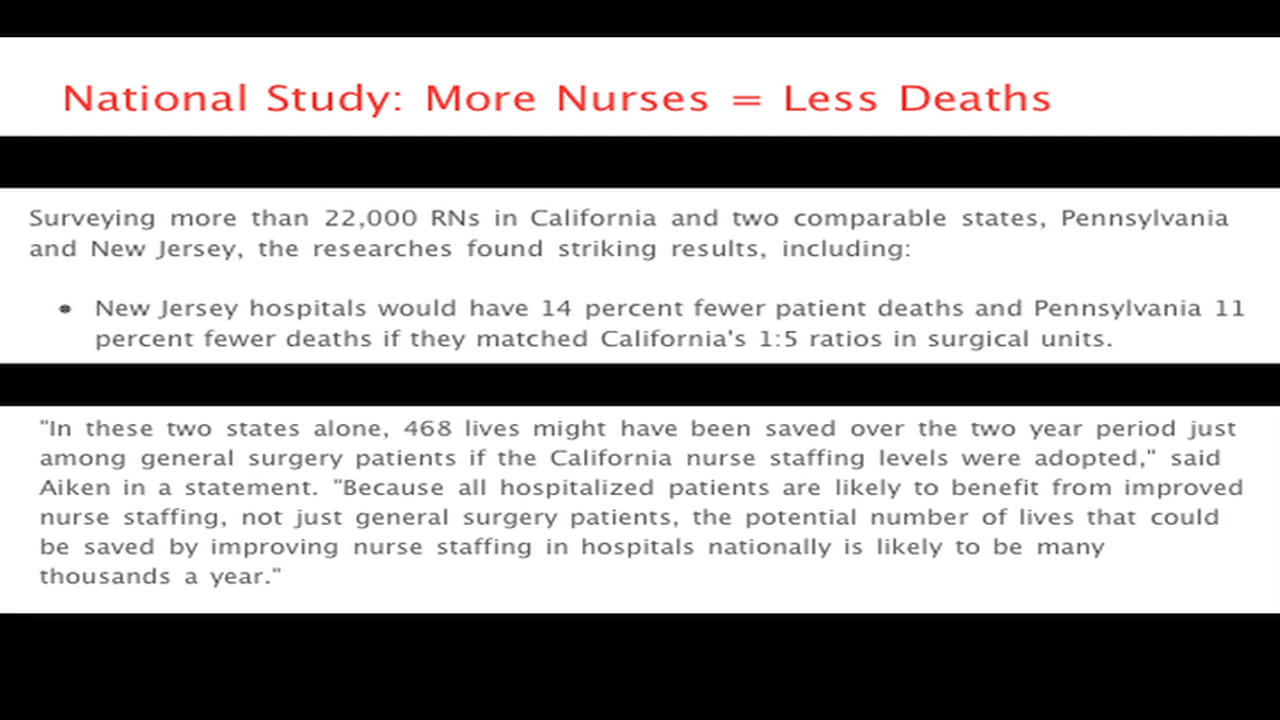 National Study: More Nurses = Less Deaths
Surveying more than 22,000 RNs in California and two comparable states, Pennsylvania
and New Jersey, the researches found striking results, including:
• New Jersey hospitals would have 14 percent fewer patient deaths and Pennsylvania 11
percent fewer deaths if they matched California's 1:5 ratios in surgical units.
"In these two states alone, 468 lives might have been saved over the two year period just
among general surgery patients if the California nurse staffing levels were adopted," said
Aiken in a statement. "Because all hospitalized patients are likely to benefit from improved
nurse staffing, not just general surgery patients, the potential number of lives that could
be saved by improving nurse staffing in hospitals nationally is likely to be many
thousands a year."